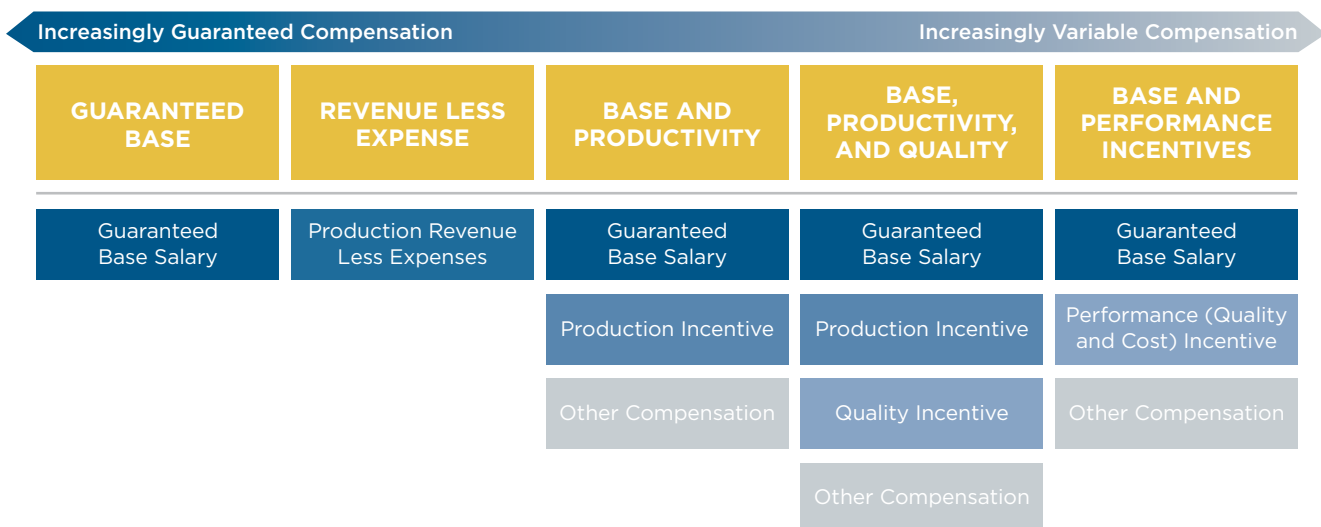 Increasingly Guaranteed Compensation
Increasingly Variable Compensation
GUARANTEED
BASE
REVENUE LESS
EXPENSE
BASE AND
PRODUCTIVITY
BASE,
PRODUCTIVITY,
AND QUALITY
BASE AND
PERFORMANCE
INCENTIVES
Guaranteed
Base Salary
Production Revenue
Less Expenses
Guaranteed
Base Salary
Guaranteed
Base Salary
Guaranteed
Base Salary
Production Incentive
Production Incentive
Performance (Quality
and Cost) Incentive
Other Compensation
Quality Incentive
Other Compensation
Other Compensation